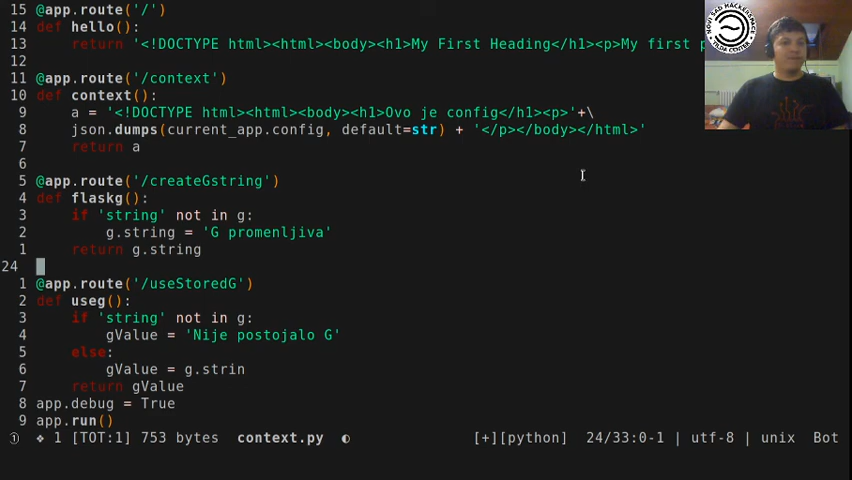 15 @app.route('/')
14 def hello():
13     return '<!DOCTYPE html><html><body><h1>My First Heading</h1><p>My first p
12
11 @app.route('/context')
10 def context():
9     a = '<!DOCTYPE html><html><body><h1>Ovo je config</h1><p>'+\
8     json.dumps(current_app.config, default=str) + '</p></body></html>'
7     return a
6
5 @app.route('/createGstring')
4 def flaskg():
3     if 'string' not in g:
2         g.string = 'G promenljiva'
1     return g.string
24
1 @app.route('/useStoredG')
2 def useg():
3     if 'string' not in g:
4         gValue = 'Nije postojalo G'
5     else:
6         gValue = g.strin
7     return gValue
8 app.debug = True
9 app.run()
① ❖ 1 [TOT:1] 753 bytes context.py ◐ [+][python] 24/33:0-1 | utf-8 | unix Bot
NOVI SAD HACKERSPACE
TILDA CENTER